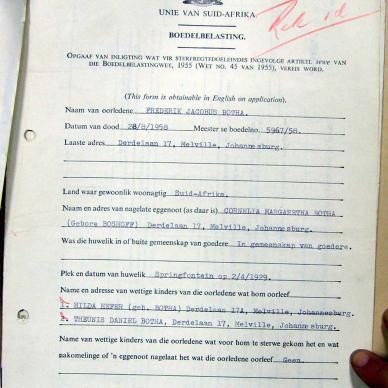 UNIE VAN SUID-AFRIKA.
BOEDELBELASTING.
OPGAAF VAN INLIGTING WAT VIR STERFREGTDOELEINDES INGEVOLGE ARTIKEL sewe VAN
DIE BOEDELBELASTINGWET, 1955 (WET NO. 45 VAN 1955), VEREIS WORD.
(This form is obtainable in English on application).
Naam van oorledene FREDERIK JACOBUS BOTHA.
Datum van dood 28/8/1958 Meester se boedelno. 5967/58.
Laaste adres Derdelaan 17, Melville, Johannesburg.
Land waar gewoonlik woonagtig Suid-Afrika.
Naam en adres van nagelate eggenoot (as daar is) CORNELIA MARGARETHA BOTHA
(Gebore BOSHOFF) Derdelaan 17, Melville, Johannesburg.
Was die huwelik in of buite gemeenskap van goedere. In gemeenskap van goedere.
Plek en datum van huwelik Springfontein op 2/4/1929.
Name en adresse van wettige kinders van die oorledene wat hom oorleef
1. HILDA HEFER (geb. BOTHA) Derdelaan 17A, Melville, Johannesburg.
2. THEUNIS DANIEL BOTHA, Derdelaan 17, Melville, Johannesburg.
Name van wettige kinders van die oorledene wat voor hom te sterwe gekom het en wat
nakomelinge of 'n eggenoot nagelaat het wat die oorledene oorleef Geen.